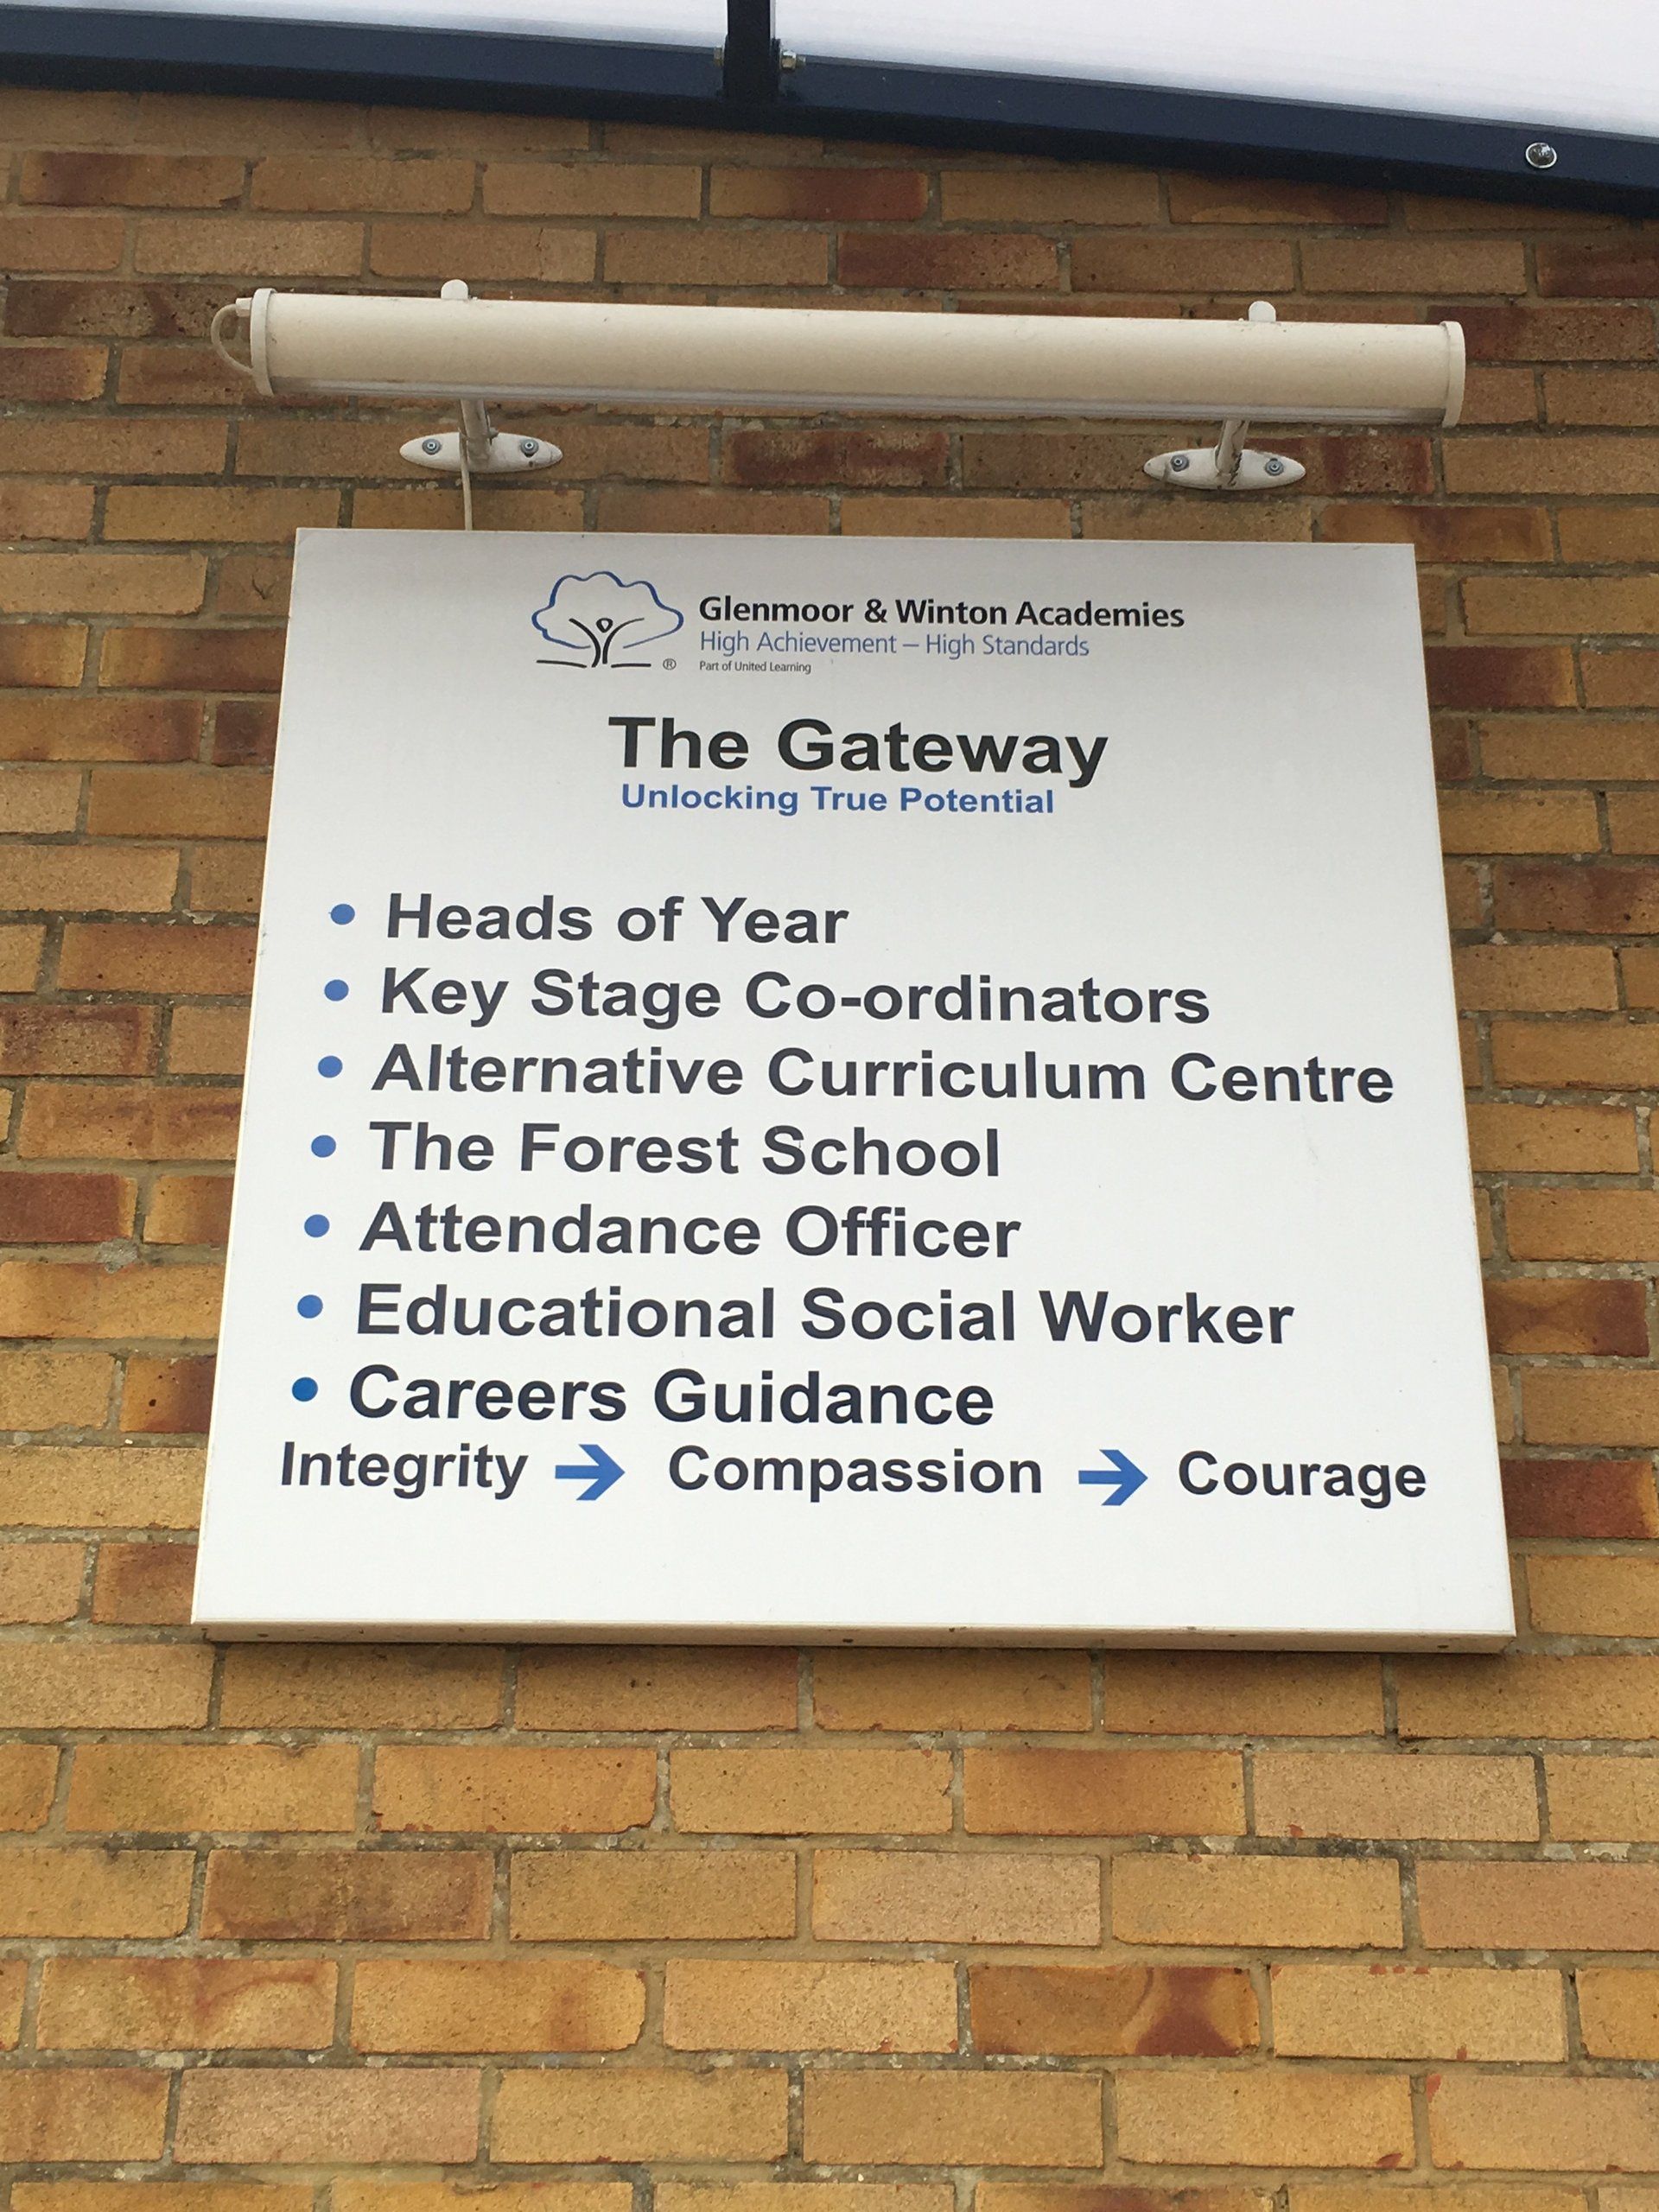 Glenmoor & Winton Academies
High Achievement – High Standards
® Part of United Learning
The Gateway
Unlocking True Potential
• Heads of Year
• Key Stage Co-ordinators
• Alternative Curriculum Centre
• The Forest School
• Attendance Officer
• Educational Social Worker
• Careers Guidance
Integrity → Compassion → Courage